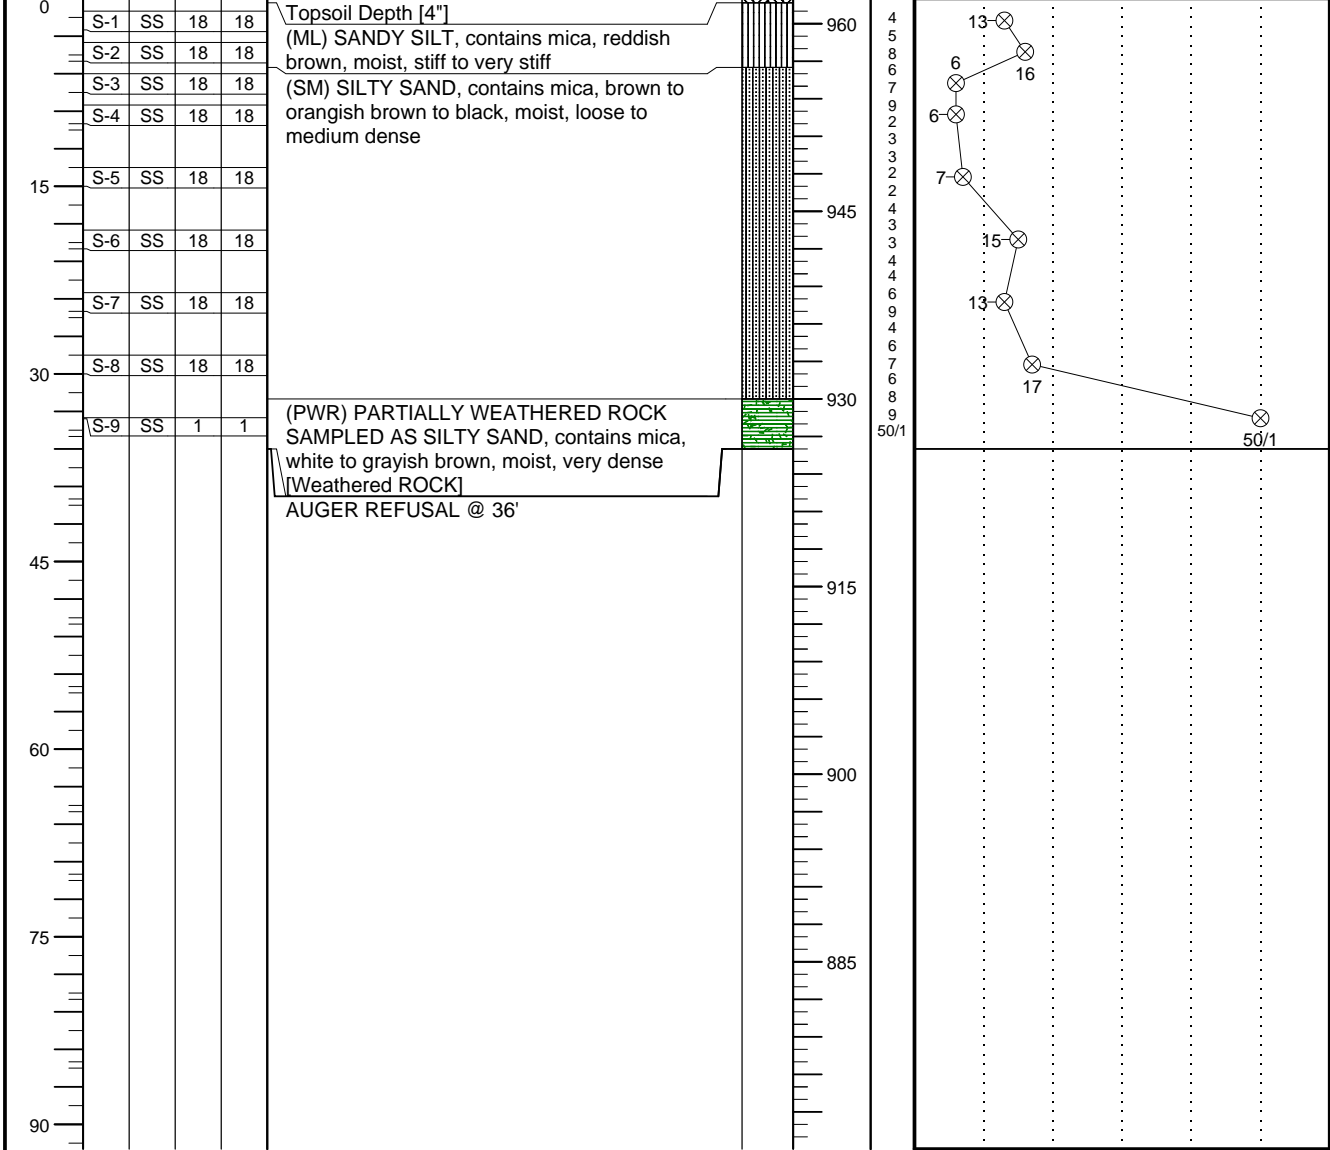 0
S-1 SS 18 18
Topsoil Depth [4"]
960
4
13
5
S-2 SS 18 18
(ML) SANDY SILT, contains mica, reddish
brown, moist, stiff to very stiff
8
6
16
S-3 SS 18 18
(SM) SILTY SAND, contains mica, brown to
orangish brown to black, moist, loose to
medium dense
7
6
9
S-4 SS 18 18
2
6
3
3
15
S-5 SS 18 18
2
7
2
945
4
3
S-6 SS 18 18
3
15
4
4
S-7 SS 18 18
6
13
9
4
6
30
S-8 SS 18 18
7
17
6
8
930
9
S-9 SS 1 1
(PWR) PARTIALLY WEATHERED ROCK
SAMPLED AS SILTY SAND, contains mica,
white to grayish brown, moist, very dense
[Weathered ROCK]
50/1
50/1
AUGER REFUSAL @ 36'
45
915
60
900
75
885
90